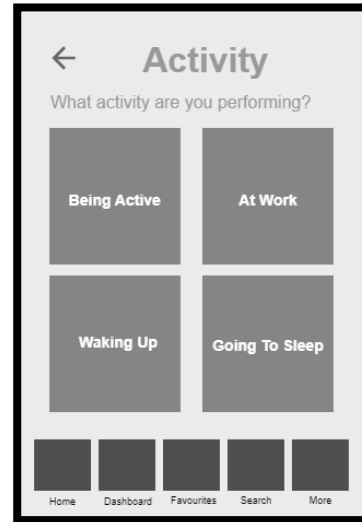 Activity
What activity are you performing?
Being Active
At Work
Waking Up
Going To Sleep
Home
Dashboard
Favourites
Search
More